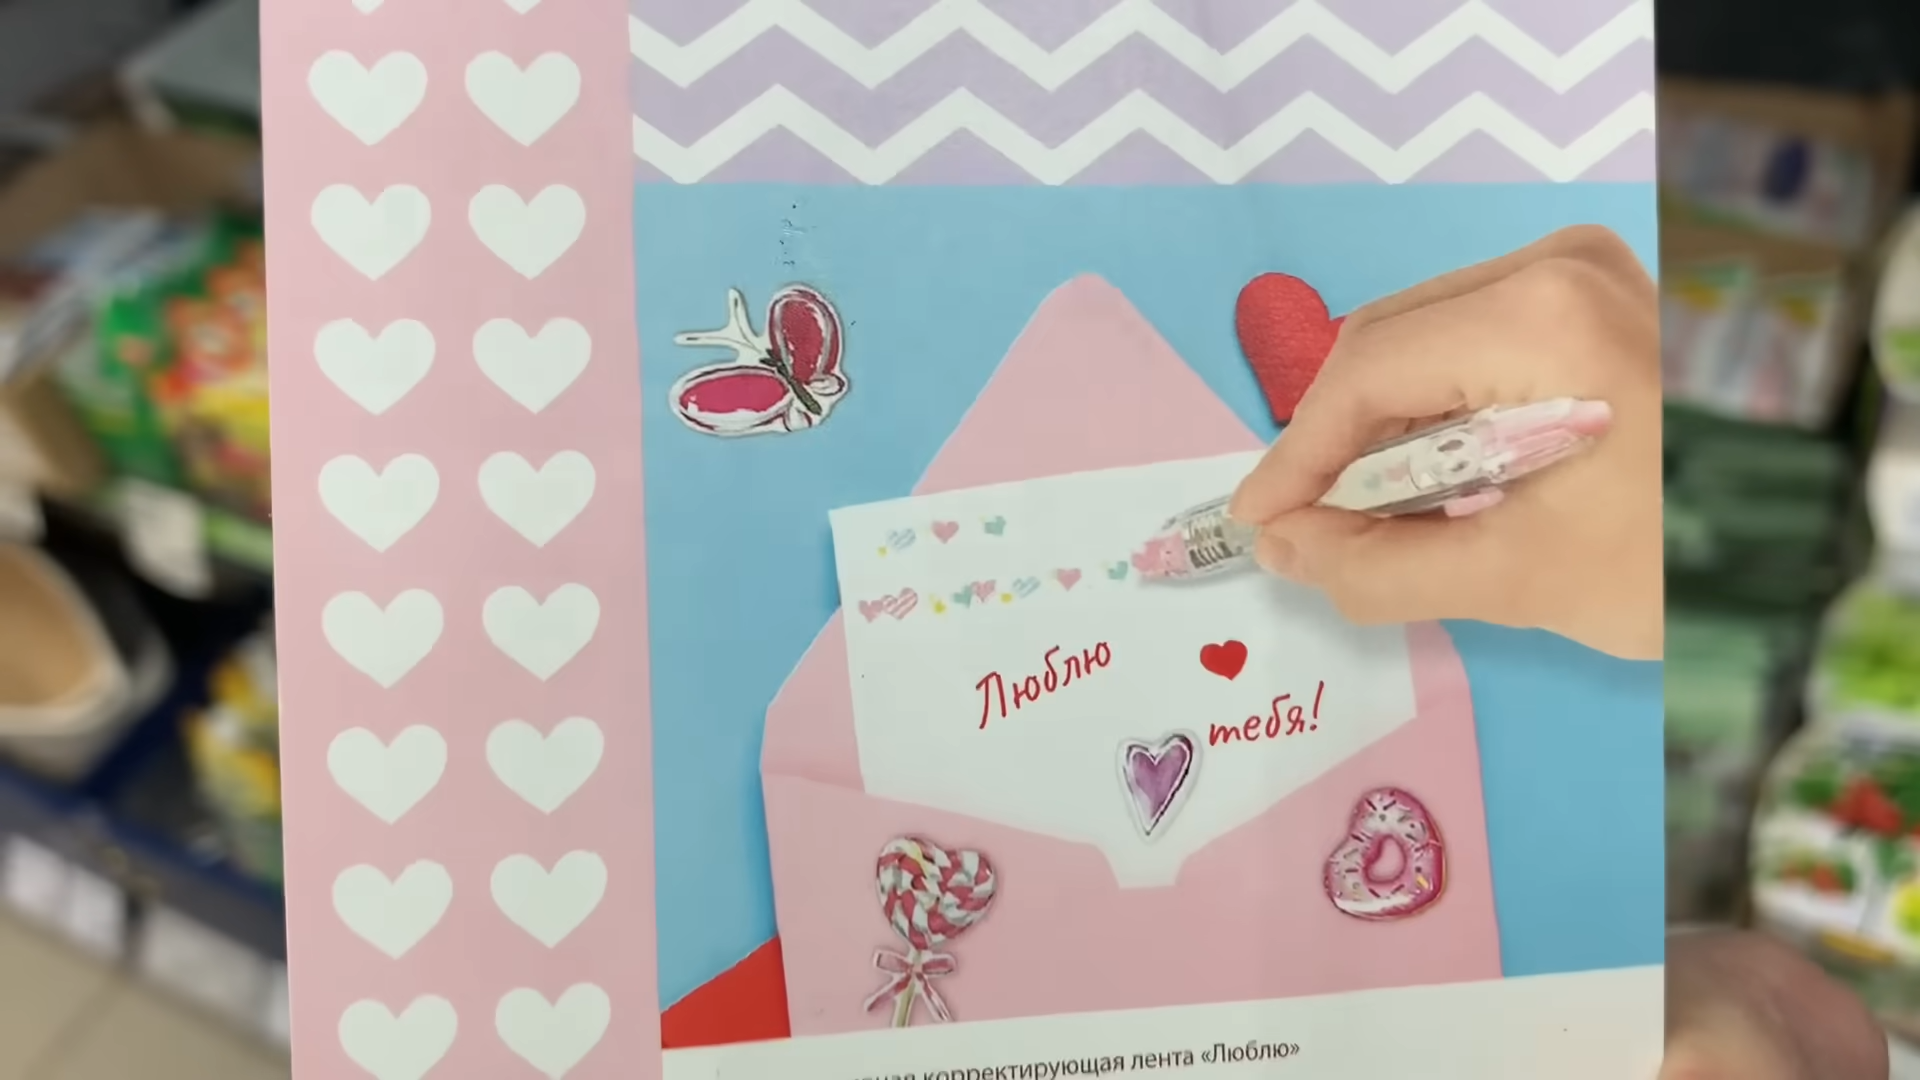 Люблю
тебя!
корректирующая лента «Люблю»